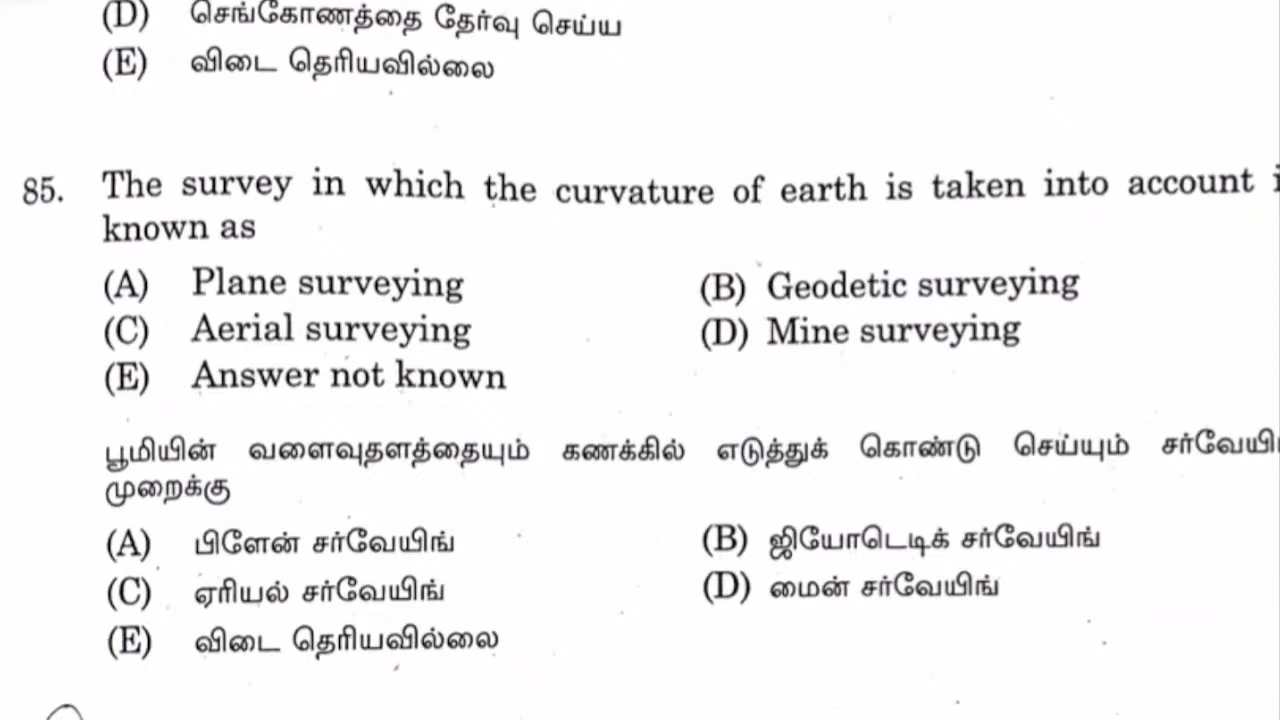 (D) செங்கோணத்தை தேர்வு செய்ய
(E) விடை தெரியவில்லை
85. The survey in which the curvature of earth is taken into account
known as
(A) Plane surveying (B) Geodetic surveying
(C) Aerial surveying (D) Mine surveying
(E) Answer not known
பூமியின் வளைவுதளத்தையும் கணக்கில் எடுத்துக் கொண்டு செய்யும்
முறைக்கு
(A) பிளேன் சர்வேயிங் (B) ஜியோடெடிக் சர்வேயிங்
(C) ஏரியல் சர்வேயிங் (D) மைன் சர்வேயிங்
(E) விடை தெரியவில்லை